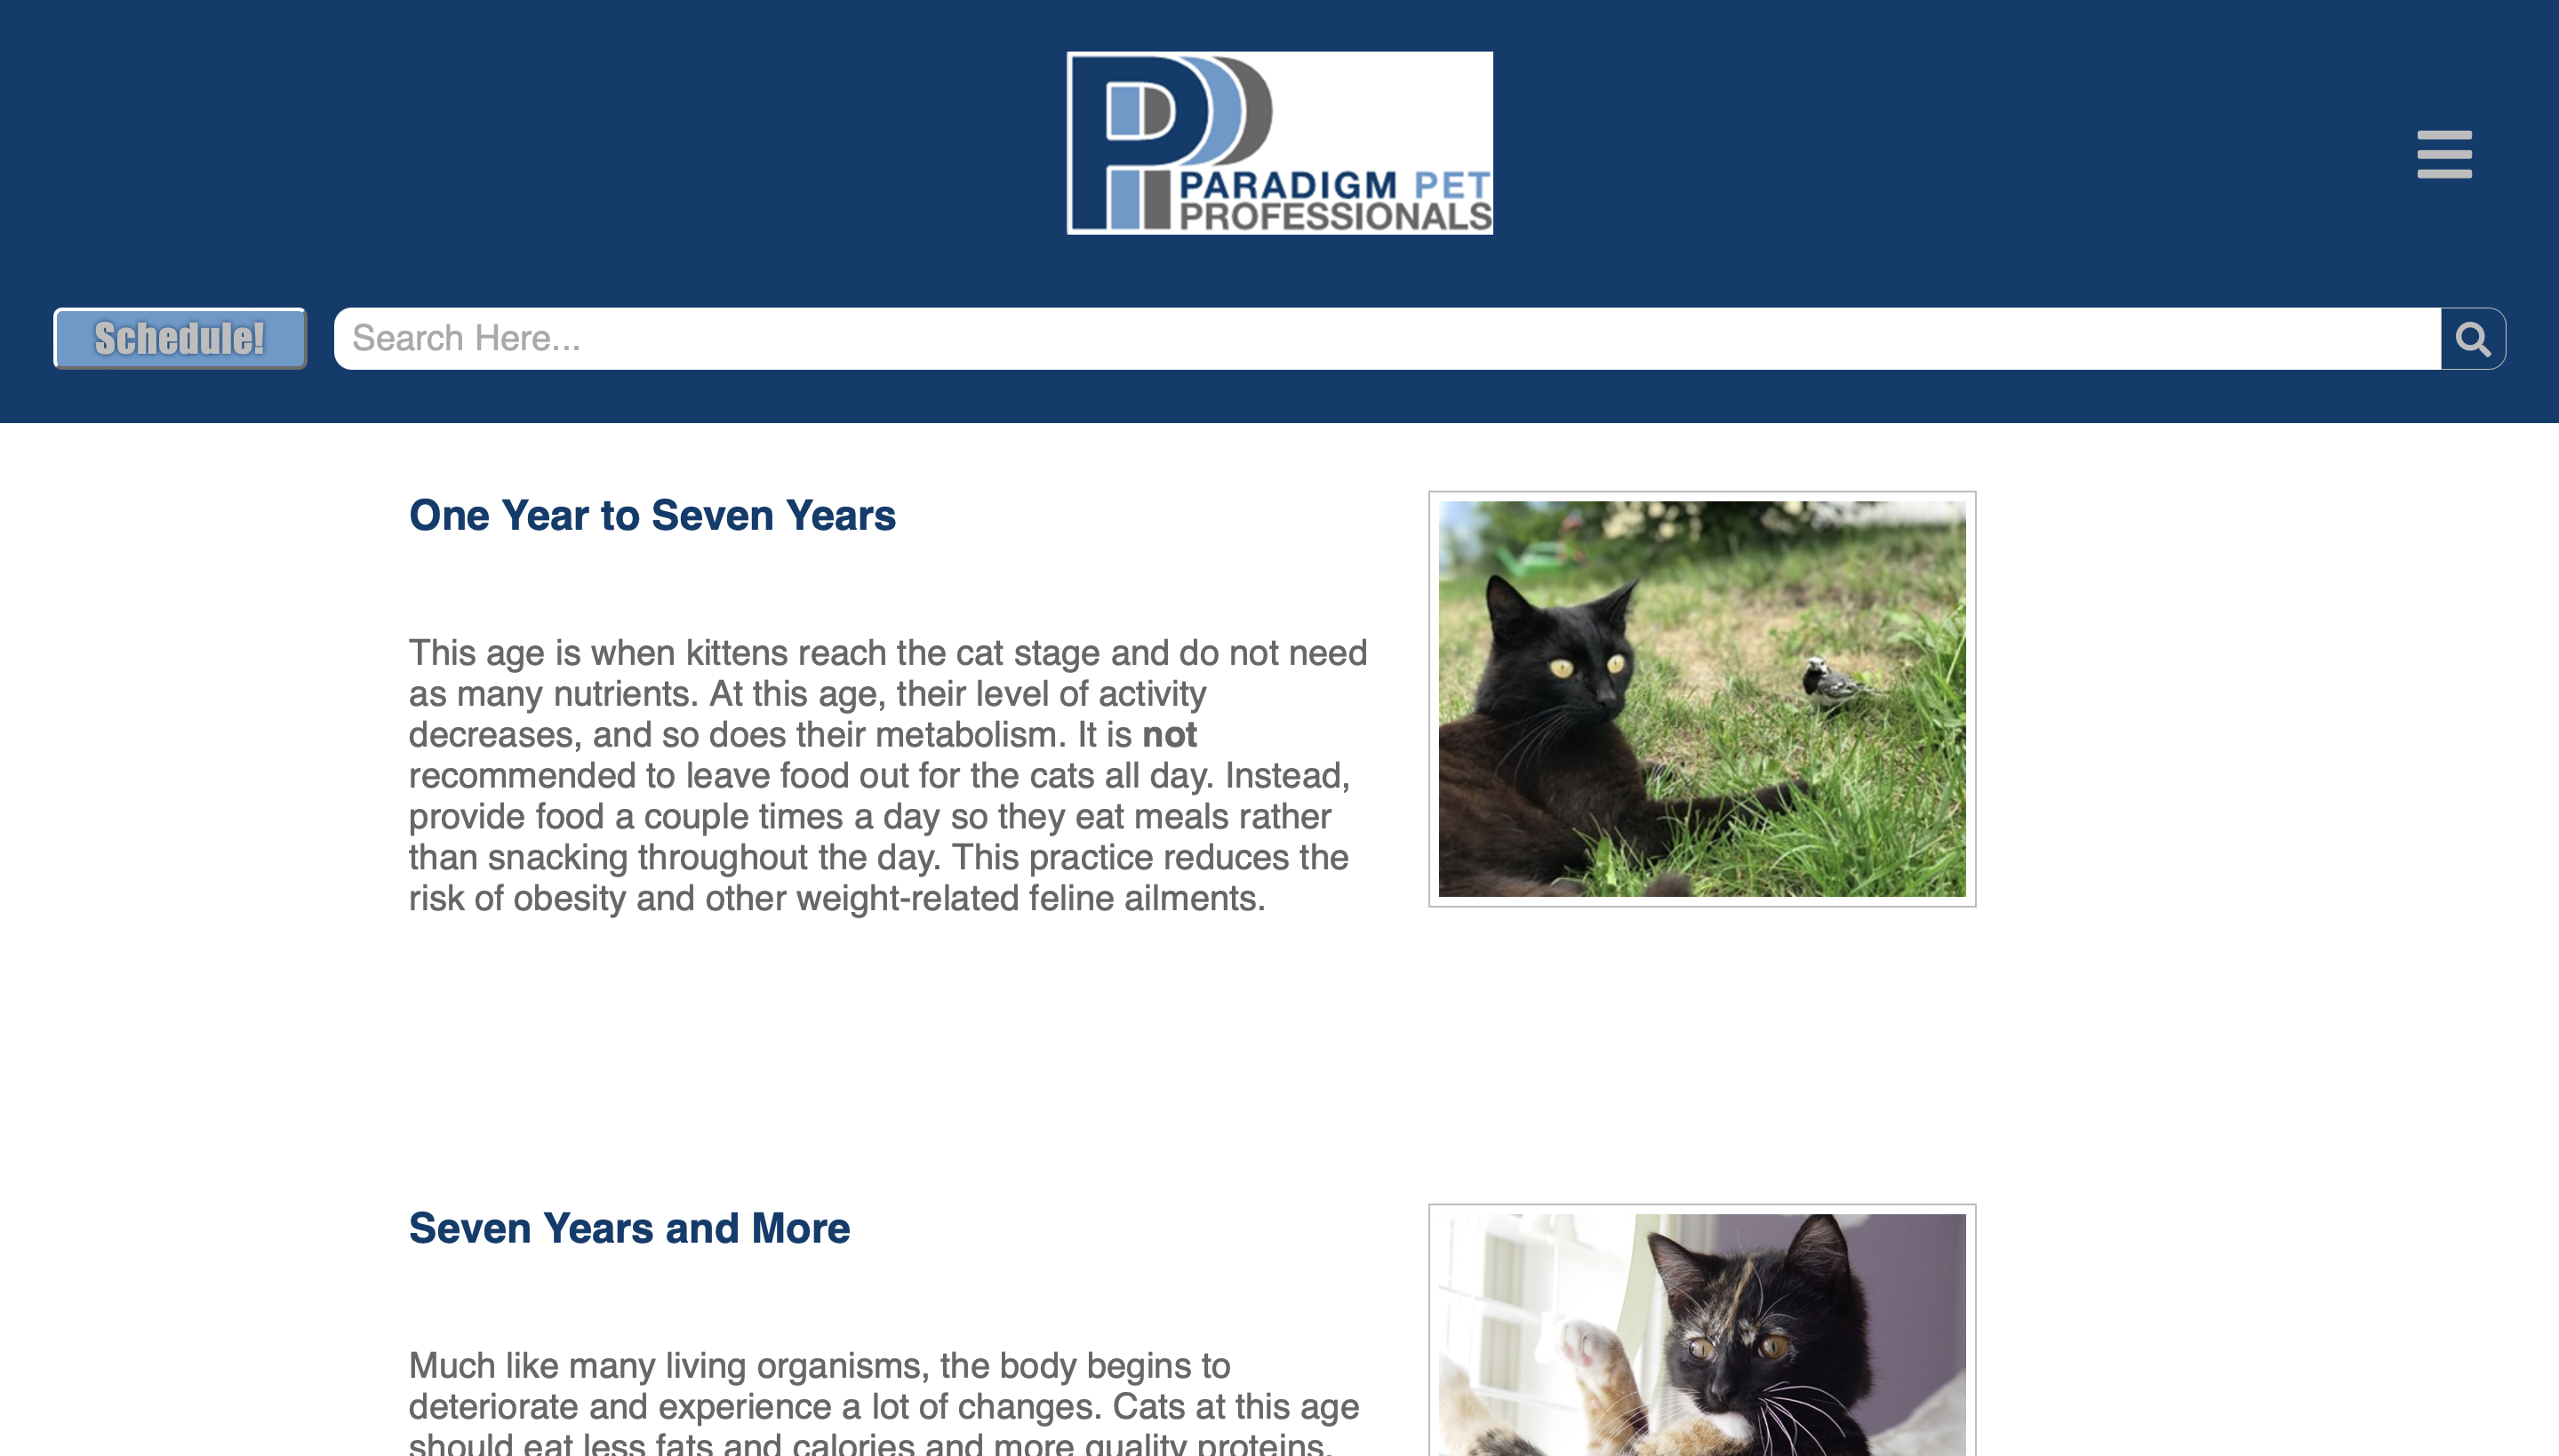 PARADIGM PET
PROFESSIONALS
Schedule!
Search Here...
One Year to Seven Years
This age is when kittens reach the cat stage and do not need
as many nutrients. At this age, their level of activity
decreases, and so does their metabolism. It is not
recommended to leave food out for the cats all day. Instead,
provide food a couple times a day so they eat meals rather
than snacking throughout the day. This practice reduces the
risk of obesity and other weight-related feline ailments.
Seven Years and More
Much like many living organisms, the body begins to
deteriorate and experience a lot of changes. Cats at this age
should eat less fats and calories and more quality proteins.